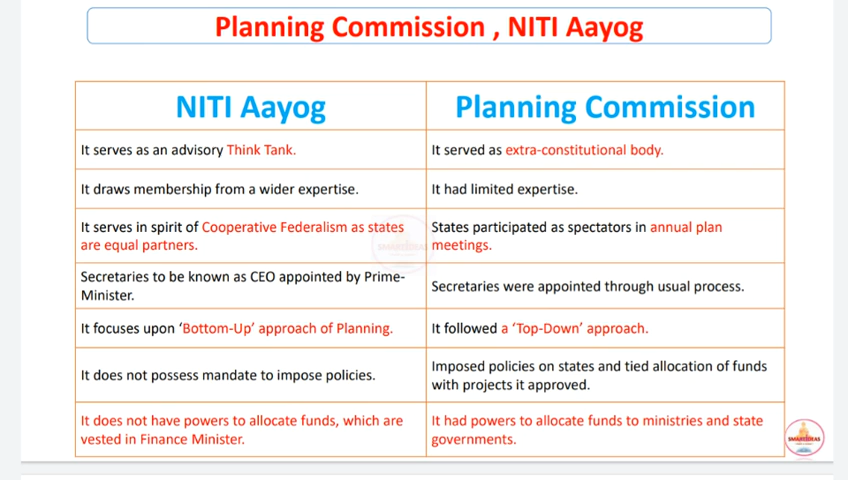 Planning Commission , NITI Aayog
NITI Aayog
Planning Commission
It serves as an advisory Think Tank.
It served as extra-constitutional body.
It draws membership from a wider expertise.
It had limited expertise.
It serves in spirit of Cooperative Federalism as states
are equal partners.
States participated as spectators in annual plan
meetings.
Secretaries to be known as CEO appointed by Prime-
Minister.
Secretaries were appointed through usual process.
It focuses upon ‘Bottom-Up’ approach of Planning.
It followed a ‘Top-Down’ approach.
It does not possess mandate to impose policies.
Imposed policies on states and tied allocation of funds
with projects it approved.
It does not have powers to allocate funds, which are
vested in Finance Minister.
It had powers to allocate funds to ministries and state
governments.